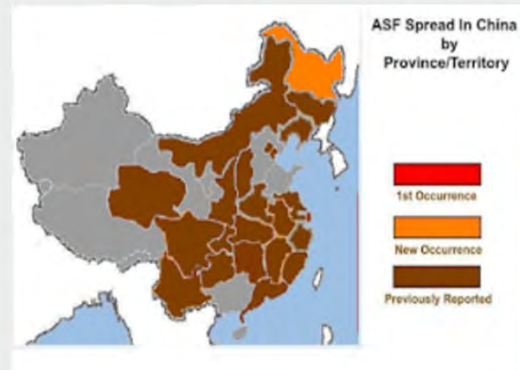 ASF Spread In China
by
Province/Territory
1st Occurrence
New Occurrence
Previously Reported